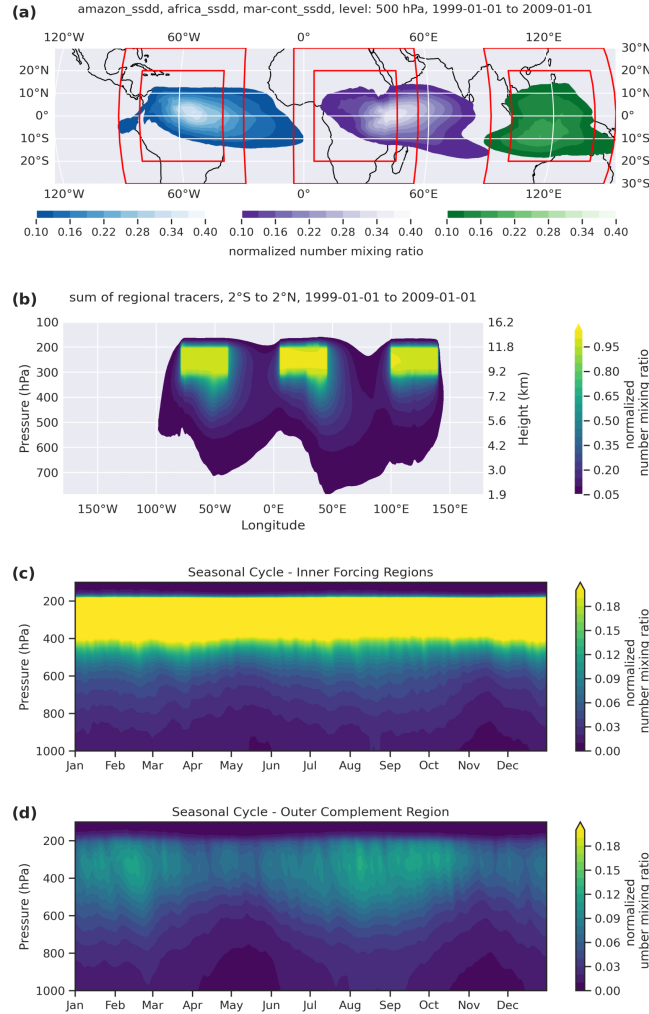 (a)
amazon_ssdd, africa_ssdd, mar-cont_ssdd, level: 500 hPa, 1999-01-01 to 2009-01-01
120°W 60°W 0° 60°E 120°E 30°N
20°N 20°N
10°N 10°N
0° 0°
10°S 10°S
20°S 20°S
120°W 60°W 0° 60°E 120°E 30°S
0.10 0.16 0.22 0.28 0.34 0.40 0.10 0.16 0.22 0.28 0.34 0.40 0.10 0.16 0.22 0.28 0.34 0.40
normalized number mixing ratio
(b)
sum of regional tracers, 2°S to 2°N, 1999-01-01 to 2009-01-01
100 16.2
200 11.8 0.95
300 9.2 0.80
400 7.2 0.65
500 5.6 0.50
600 4.2 0.35
700 3.0 0.20
1.9 0.05
Pressure (hPa)
Height (km)
normalized
number mixing ratio
150°W 100°W 50°W 0°E 50°E 100°E 150°E
Longitude
(c)
Seasonal Cycle - Inner Forcing Regions
200 0.18
400 0.15
0.12
600 0.09
0.06
800 0.03
1000 0.00
Pressure (hPa)
normalized
number mixing ratio
Jan Feb Mar Apr May Jun Jul Aug Sep Oct Nov Dec
(d)
Seasonal Cycle - Outer Complement Region
200 0.18
400 0.15
0.12
600 0.09
0.06
800 0.03
1000 0.00
Pressure (hPa)
normalized
umber mixing ratio
Jan Feb Mar Apr May Jun Jul Aug Sep Oct Nov Dec